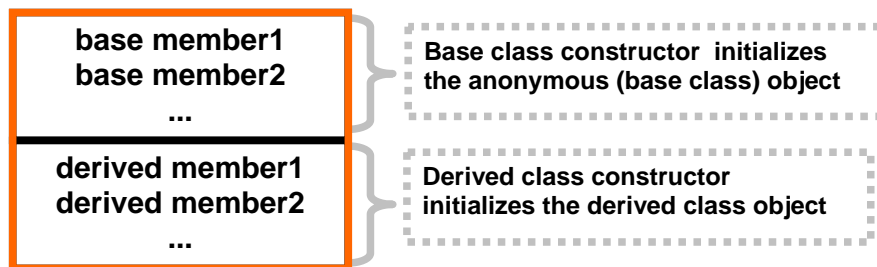 base member1
base member2
...
Base class constructor initializes
the anonymous (base class) object
derived member1
derived member2
...
Derived class constructor
initializes the derived class object